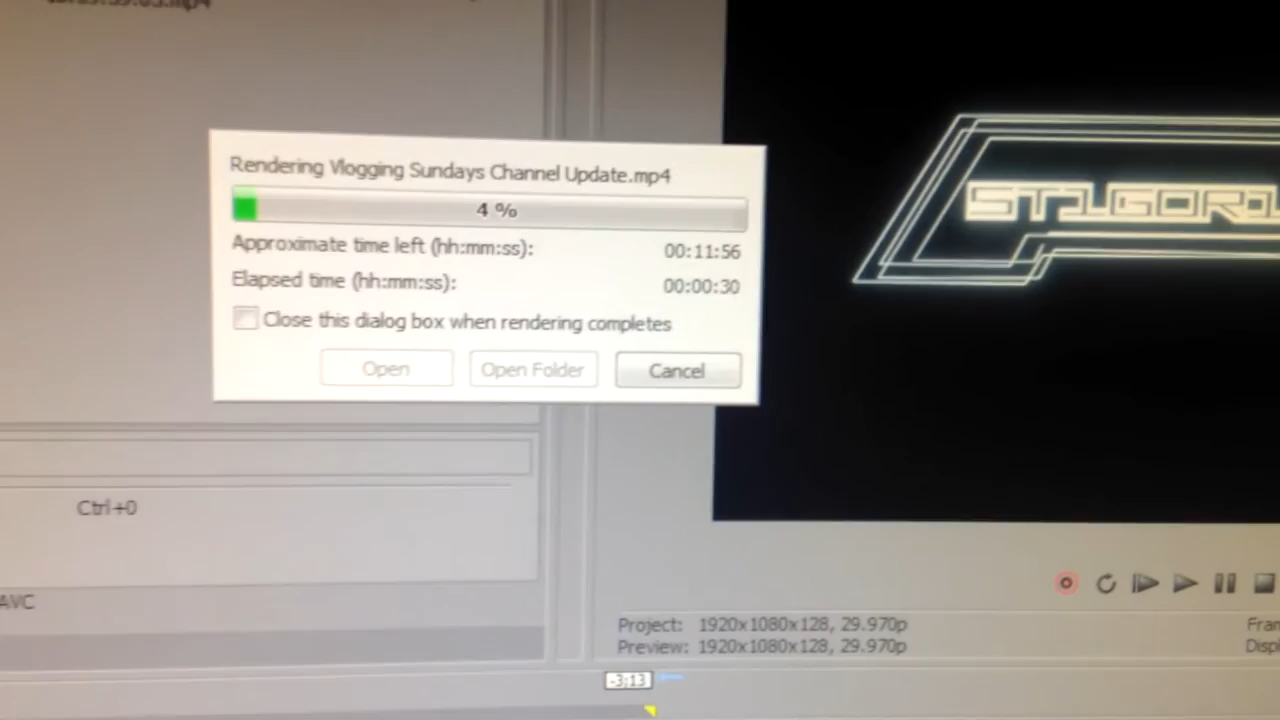 Rendering Vlogging Sundays Channel Update.mp4
4 %
Approximate time left (hh:mm:ss): 00:11:56
Elapsed time (hh:mm:ss): 00:00:30
Close this dialog box when rendering completes
Open Open Folder Cancel
Ctrl+0
AVC
Project: 1920x1080x128, 29.970p
Preview: 1920x1080x128, 29.970p
Fram
Displ
-3:13